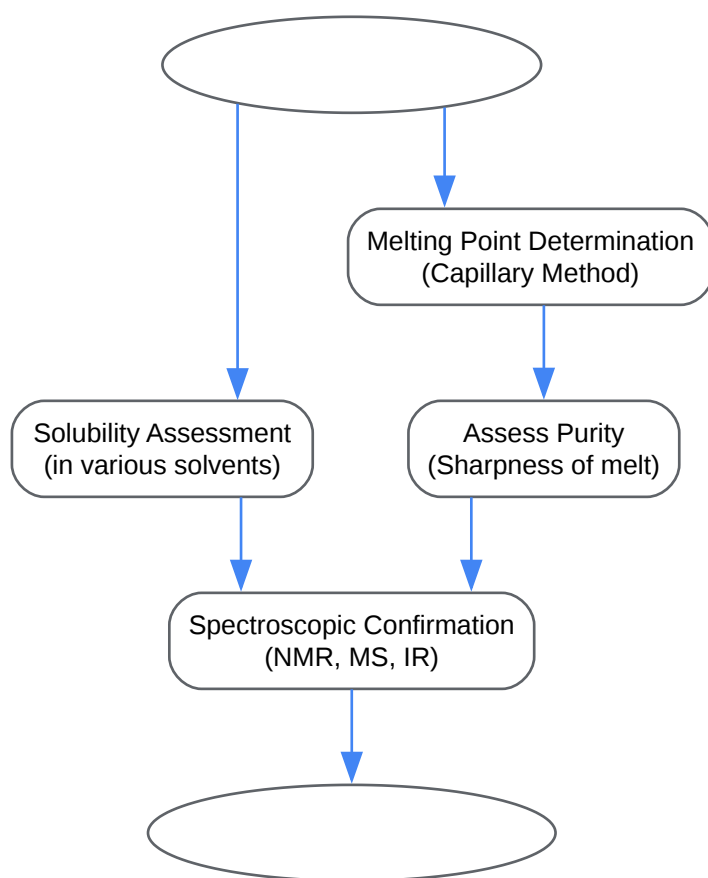 Melting Point Determination
(Capillary Method)
Solubility Assessment
(in various solvents)
Assess Purity
(Sharpness of melt)
Spectroscopic Confirmation
(NMR, MS, IR)